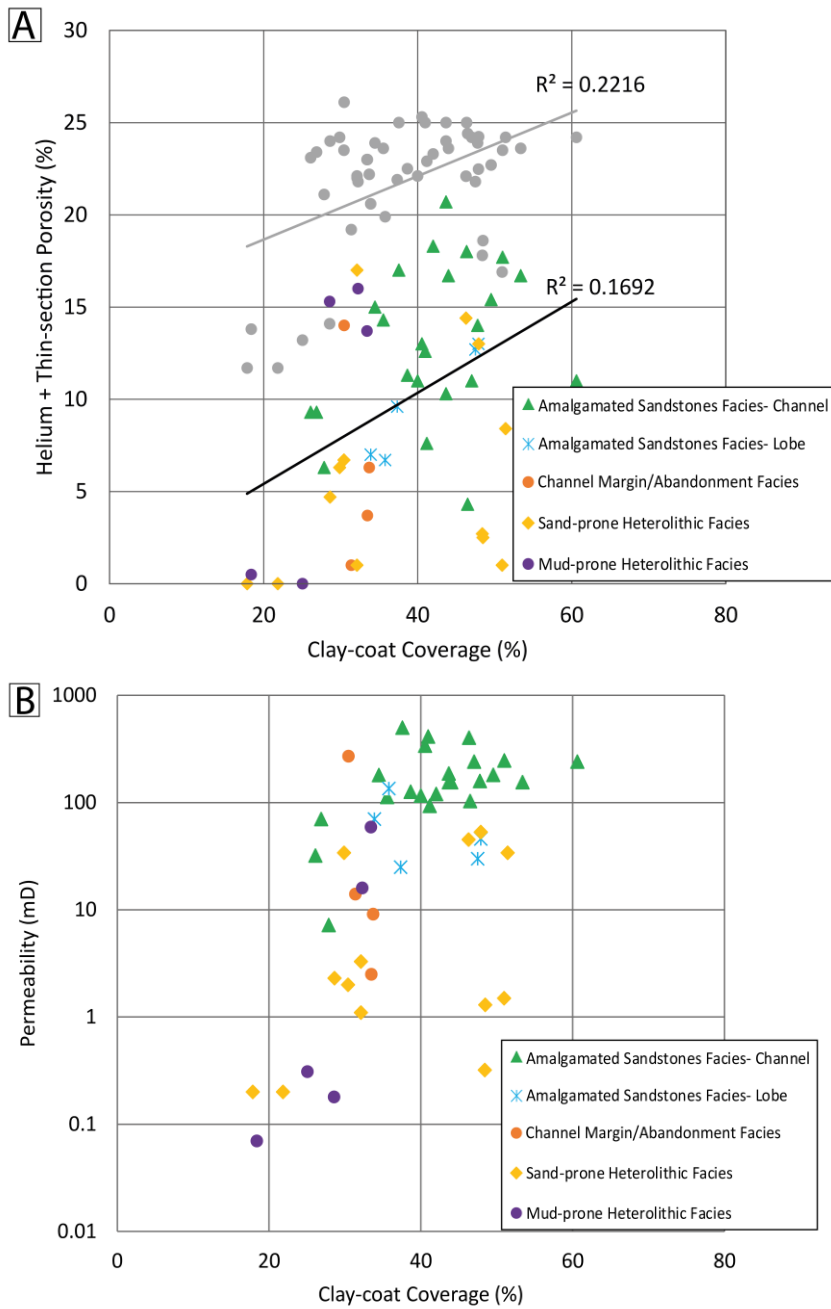 A
30
25
20
15
10
5
0
Helium + Thin-section Porosity (%)
R² = 0.2216
R² = 0.1692
Amalgamated Sandstones Facies- Channel
Amalgamated Sandstones Facies- Lobe
Channel Margin/Abandonment Facies
Sand-prone Heterolithic Facies
Mud-prone Heterolithic Facies
0 20 40 60 80
Clay-coat Coverage (%)
B
1000
100
10
1
0.1
0.01
Permeability (mD)
Amalgamated Sandstones Facies- Channel
Amalgamated Sandstones Facies- Lobe
Channel Margin/Abandonment Facies
Sand-prone Heterolithic Facies
Mud-prone Heterolithic Facies
0 20 40 60 80
Clay-coat Coverage (%)